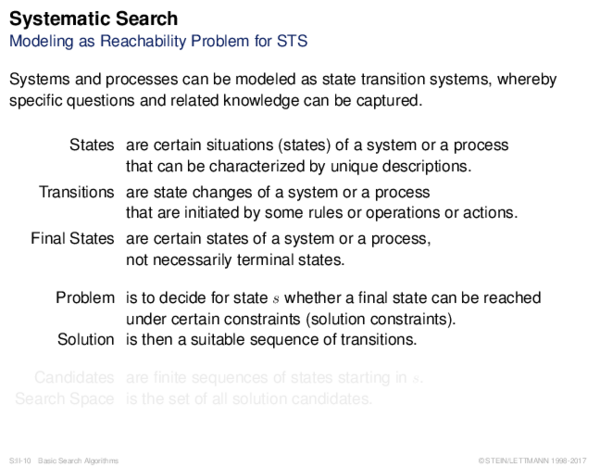 Systematic Search
Modeling as Reachability Problem for STS
Systems and processes can be modeled as state transition systems, whereby
specific questions and related knowledge can be captured.
States are certain situations (states) of a system or a process
that can be characterized by unique descriptions.
Transitions are state changes of a system or a process
that are initiated by some rules or operations or actions.
Final States are certain states of a system or a process,
not necessarily terminal states.
Problem is to decide for state s whether a final state can be reached
under certain constraints (solution constraints).
Solution is then a suitable sequence of transitions.
Candidates are finite sequences of states starting in s.
Search Space is the set of all solution candidates.
S:II-10 Basic Search Algorithms ©STEIN/LETTMANN 1998-2017